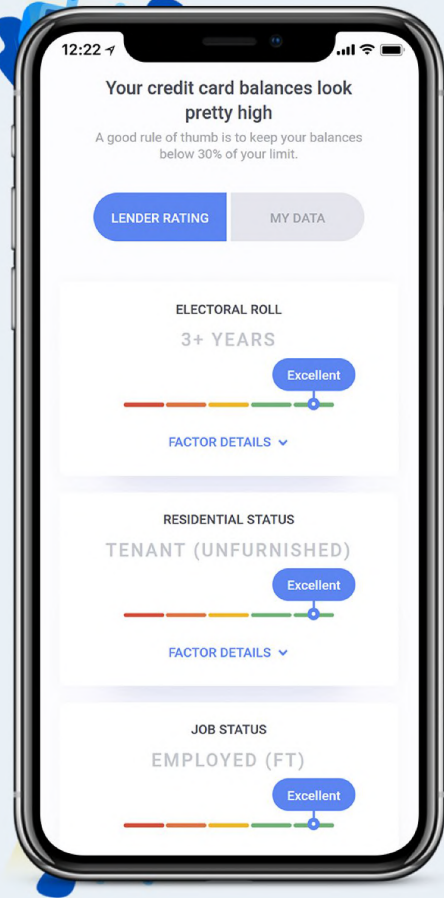 12:22
Your credit card balances look
pretty high
A good rule of thumb is to keep your balances
below 30% of your limit.
LENDER RATING MY DATA
ELECTORAL ROLL
3+ YEARS
Excellent
FACTOR DETAILS
RESIDENTIAL STATUS
TENANT (UNFURNISHED)
Excellent
FACTOR DETAILS
JOB STATUS
EMPLOYED (FT)
Excellent